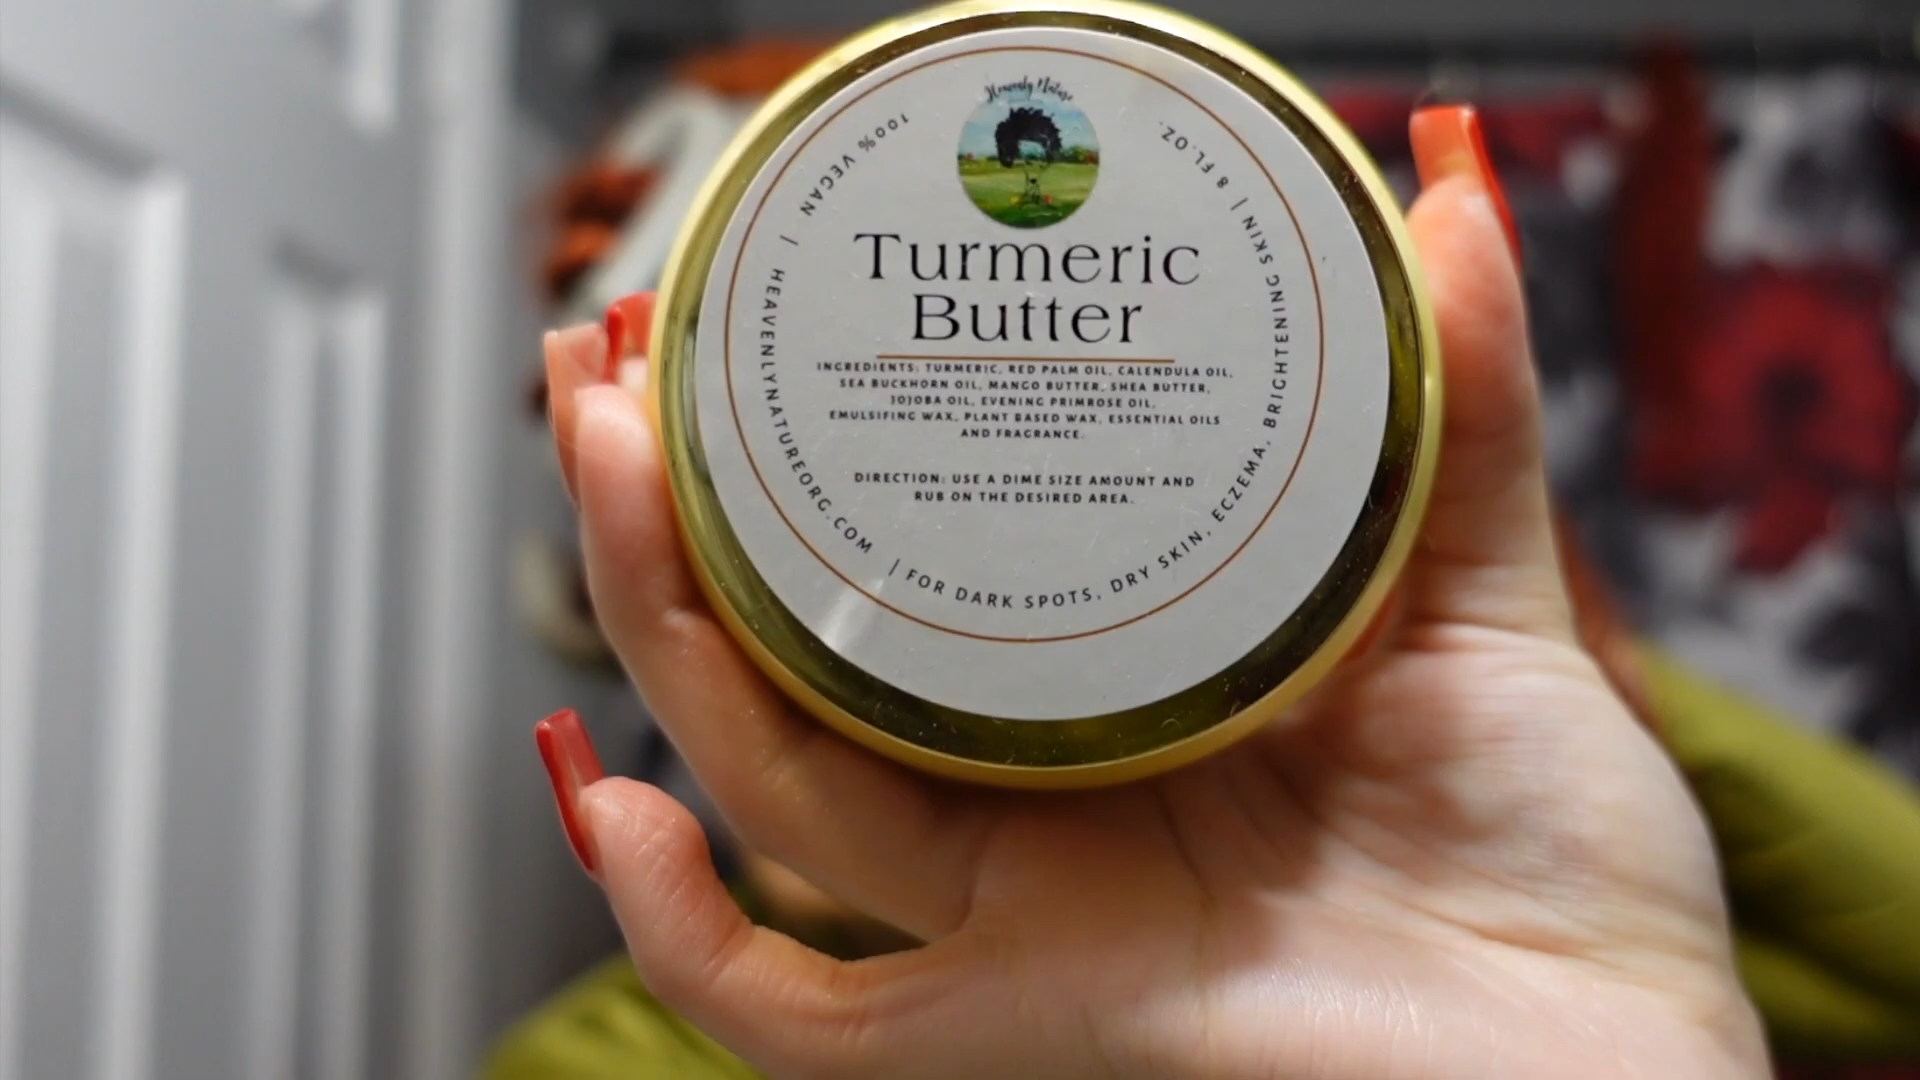 Heavenly Nature
100% VEGAN | HEAVENLYNATUREORG.COM | FOR DARK SPOTS, DRY SKIN, ECZEMA, BRIGHTENING SKIN | 8 FL.OZ.
Turmeric
Butter
INGREDIENTS: TURMERIC, RED PALM OIL, CALENDULA OIL,
SEA BUCKHORN OIL, MANGO BUTTER, SHEA BUTTER,
JOJOBA OIL, EVENING PRIMROSE OIL,
EMULSIFING WAX, PLANT BASED WAX, ESSENTIAL OILS
AND FRAGRANCE.
DIRECTION: USE A DIME SIZE AMOUNT AND
RUB ON THE DESIRED AREA.